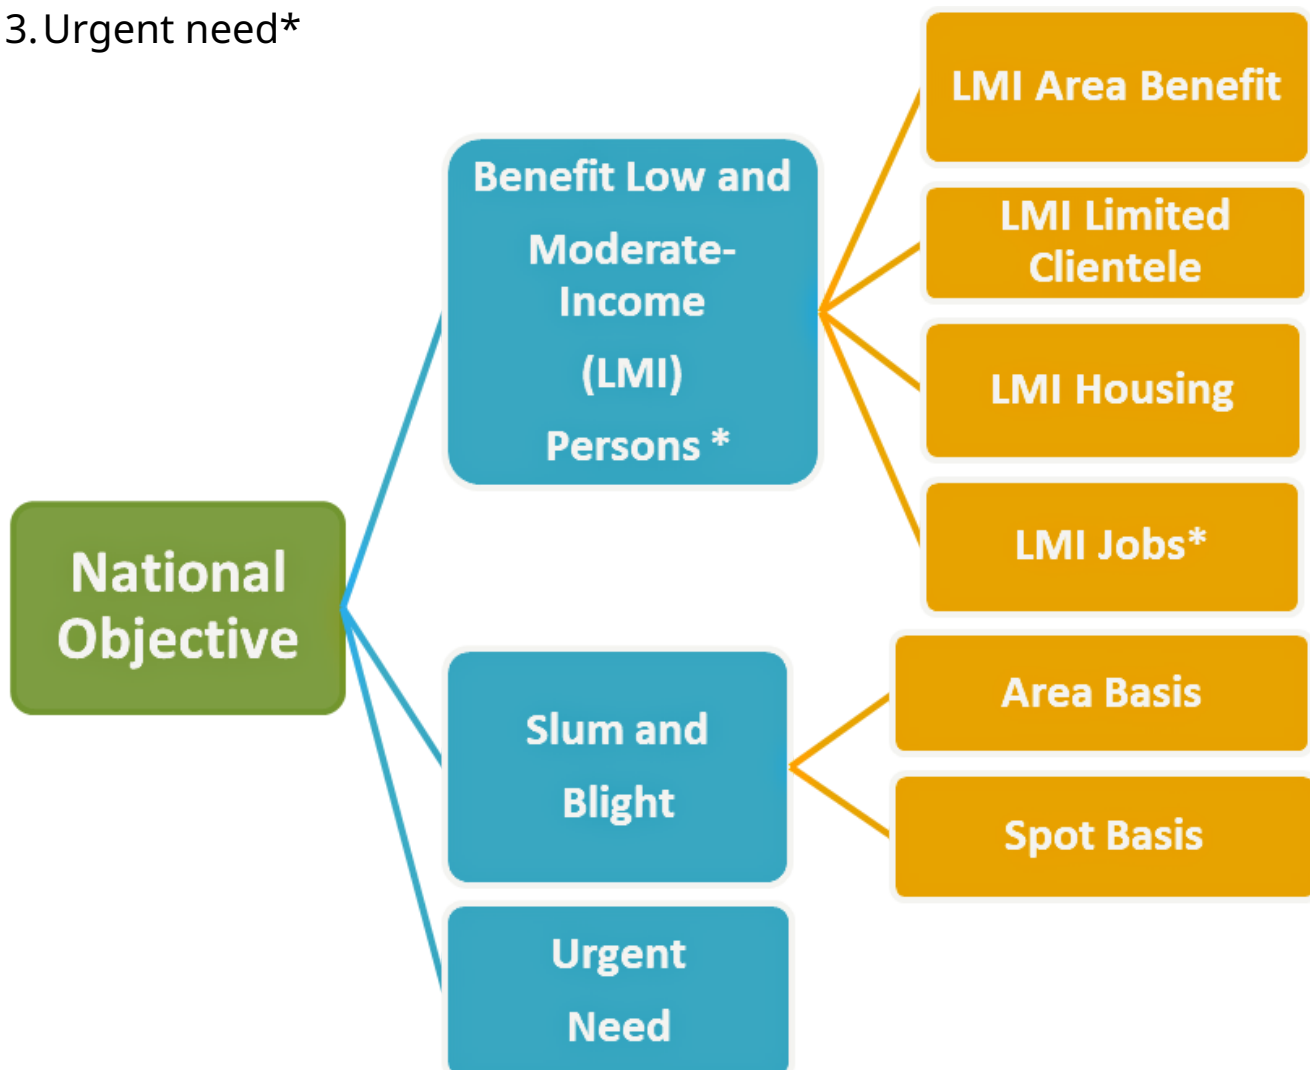 3. Urgent need*
National
Objective
Benefit Low and
Moderate-
Income
(LMI)
Persons *
LMI Area Benefit
LMI Limited
Clientele
LMI Housing
LMI Jobs*
Slum and
Blight
Area Basis
Spot Basis
Urgent
Need